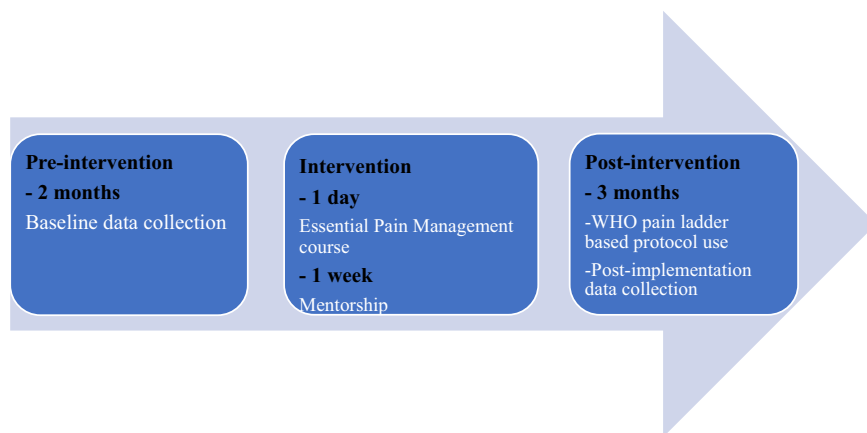 Pre-intervention
- 2 months
Baseline data collection
Intervention
- 1 day
Essential Pain Management
course
- 1 week
Mentorship
Post-intervention
- 3 months
-WHO pain ladder
based protocol use
-Post-implementation
data collection